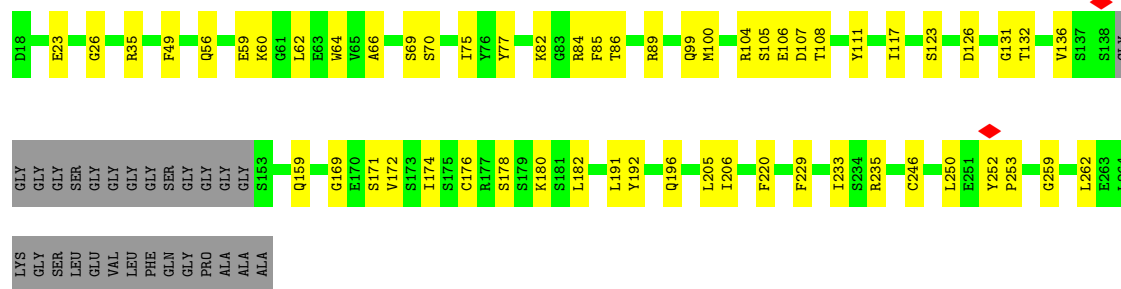 D18 E23 G26 R35 F49 Q56 E59 K60 G61 L62 E63 W64 V65 A66 S69 S70 I75 Y76 Y77 K82 G83 R84 F85 T86 R89 Q99 M100 R104 S105 E106 D107 T108 Y111 I117 S123 D126 G131 T132 V136 S137 S138 GLY
GLY GLY GLY SER GLY GLY GLY GLY PHE SER GLY GLY GLY GLY S153 Q159 G169 E170 S171 V172 S173 I174 S175 C176 R177 S178 S179 K180 S181 L182 L191 Y192 Q196 L205 I206 F220 F229 I233 S234 R235 C246 L250 E251 Y252 P253 G259 L262 E263 L264
LYS GLY SER LEU GLU VAL LEU PHE GLN GLY PRO ALA ALA ALA